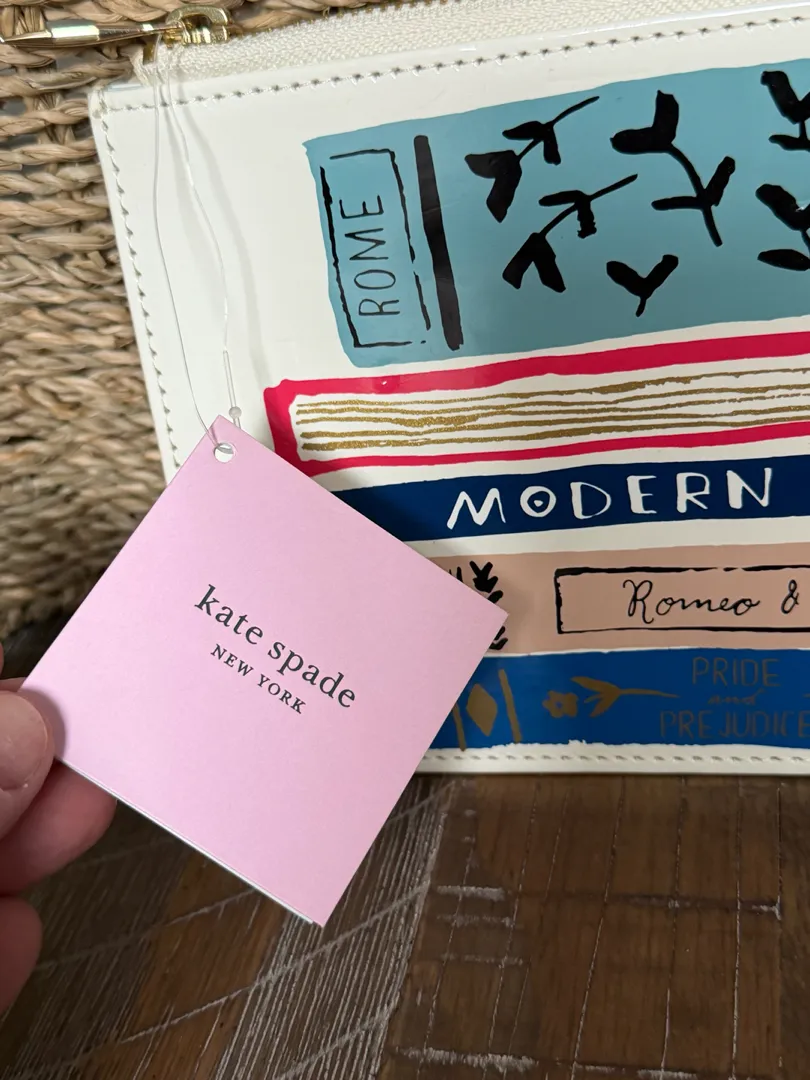 ROME
MODERN
Romeo &
PRIDE
and
PREJUDICE
kate spade
NEW YORK